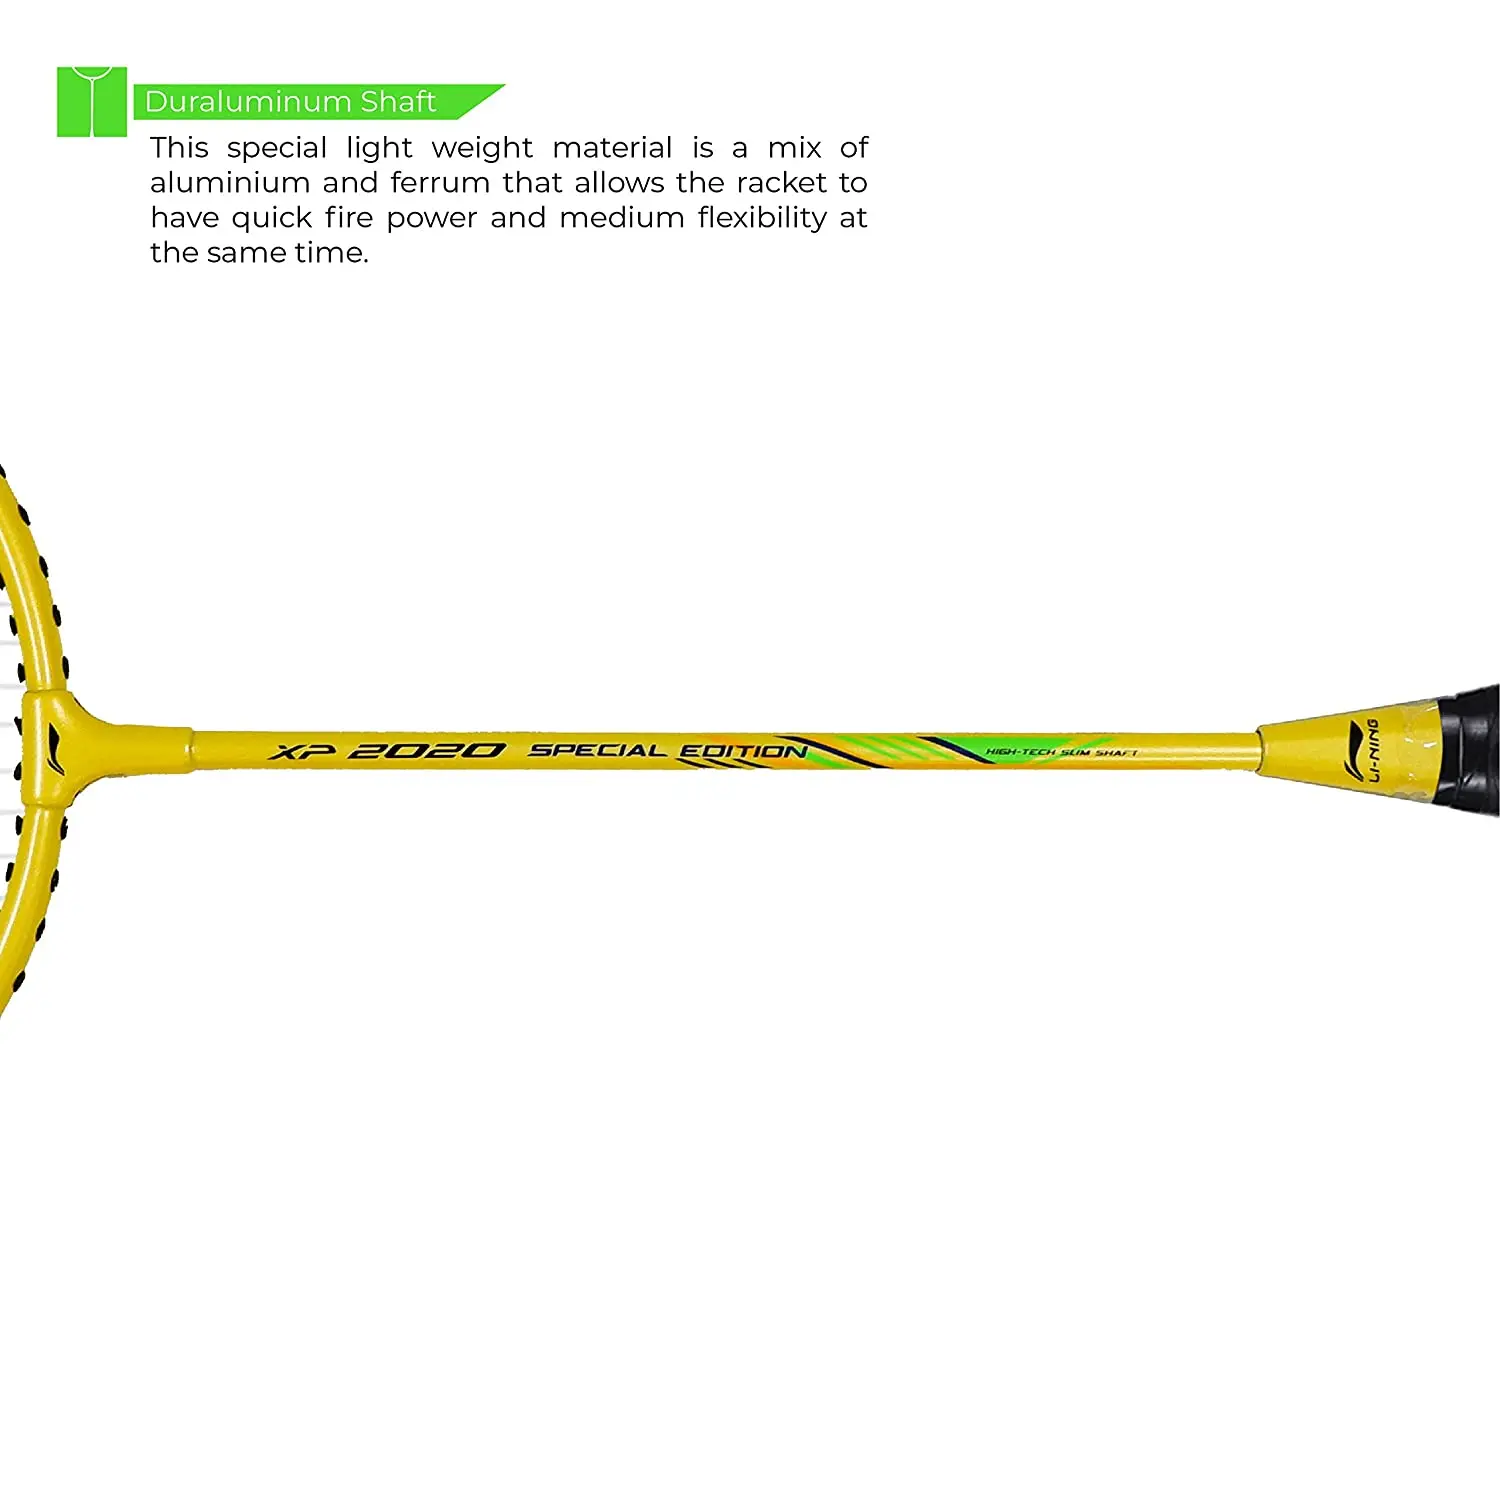 Duraluminum Shaft
This special light weight material is a mix of
aluminium and ferrum that allows the racket to
have quick fire power and medium flexibility at
the same time.
XP 2020 SPECIAL EDITION
HIGH-TECH SLIM SHAFT
LI-NING